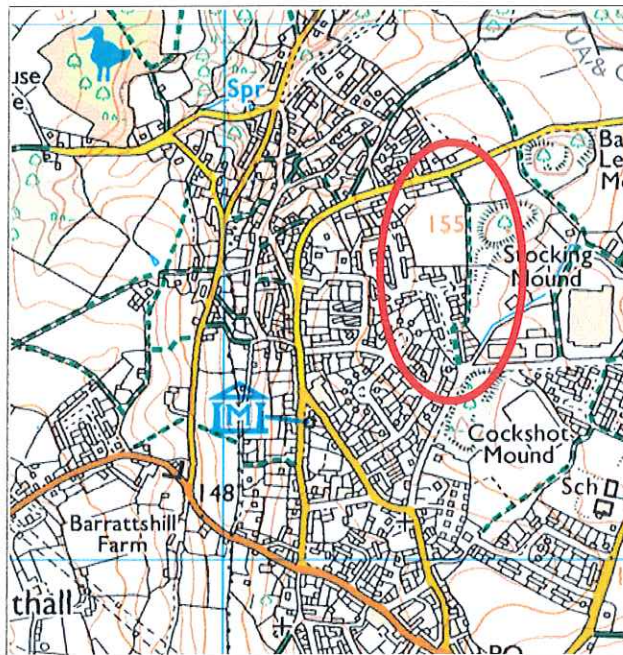 UA &
use
e
Spr
Ba
Le
M
155
Stocking
Mound
M
Cockshot
Mound
148
Sch
Barrattshill
Farm
thall
PO